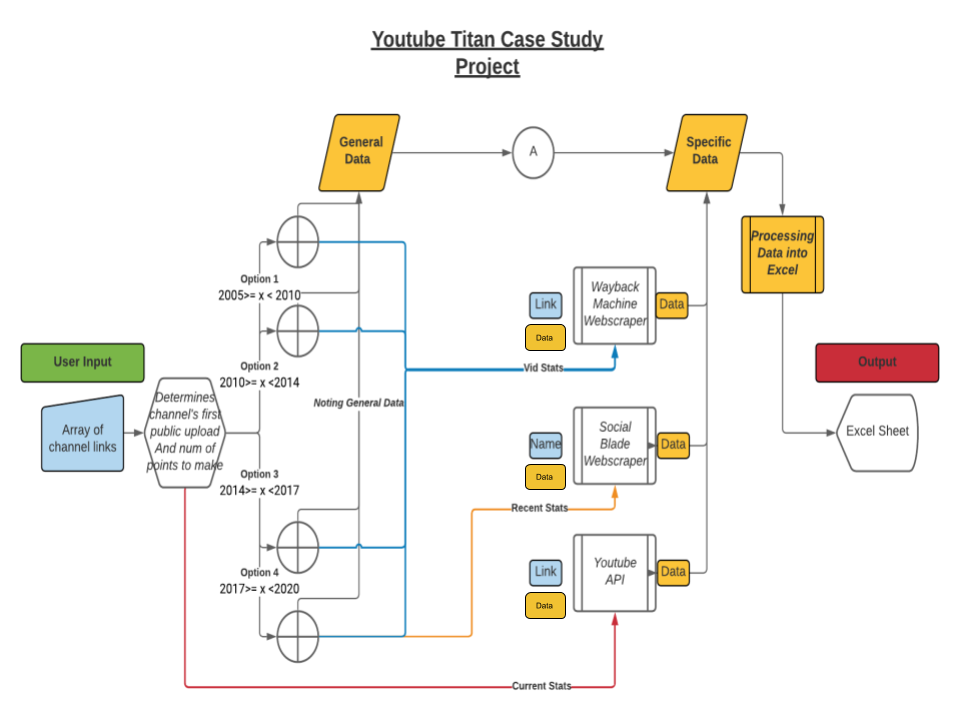 Youtube Titan Case Study
Project
General
Data
A
Specific
Data
Processing
Data into
Excel
Option 1
2005>= x < 2010
Wayback
Machine
Webscraper
Link
Data
Data
Option 2
2010>= x <2014
Vid Stats
User Input
Output
Noting General Data
Array of
channel links
Determines
channel's first
public upload
And num of
points to make
Social
Blade
Webscraper
Name
Data
Data
Excel Sheet
Option 3
2014>= x <2017
Recent Stats
Option 4
2017>= x <2020
Youtube
API
Link
Data
Data
Current Stats